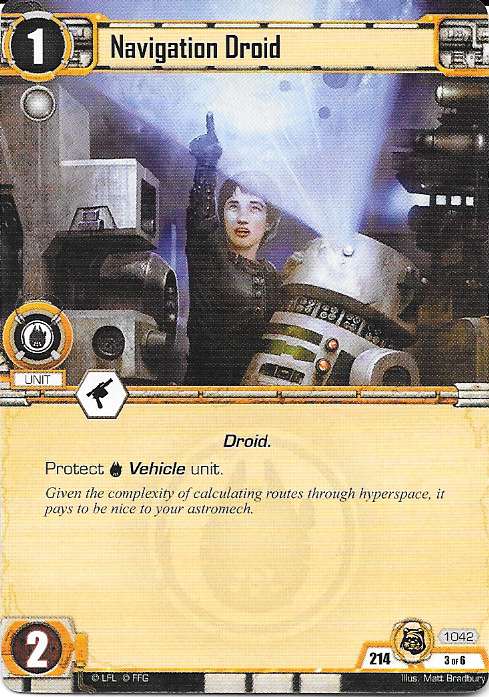 1
Navigation Droid
UNIT
Droid.
Protect Vehicle unit.
Given the complexity of calculating routes through hyperspace, it
pays to be nice to your astromech.
2
1042
214
3 OF 6
© LFL © FFG
Illus. Matt Bradbury